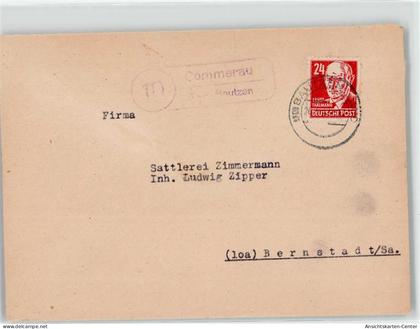 10
Commerau
Bautzen
24
ERNST
THÄLMANN
DEUTSCHE POST
Firma
Sattlerei Zimmermann
Inh. Ludwig Zipper
(loa) Bernstadt/Sa.
www.ansichtskarten-center.de
Ansichtskarten-Center